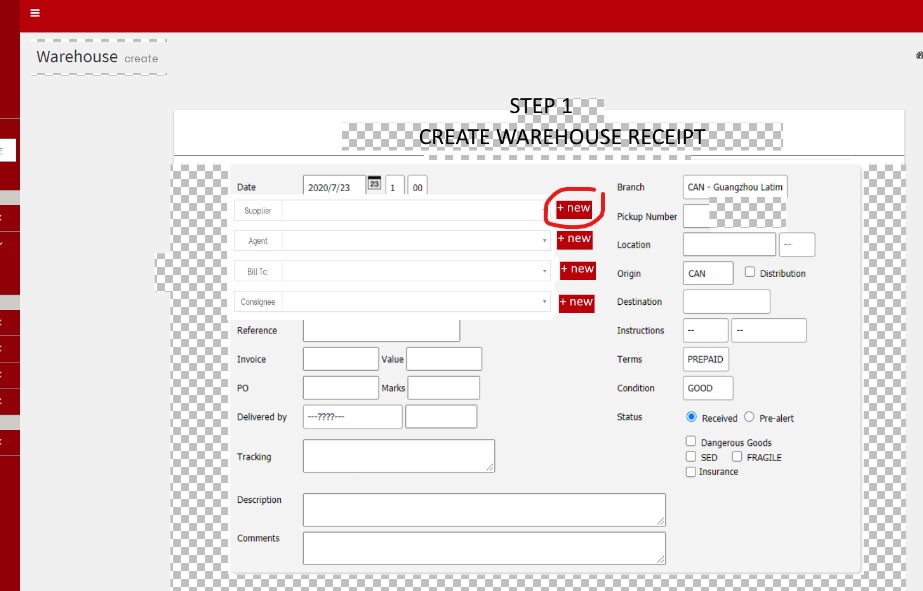 Warehouse create
STEP 1
CREATE WAREHOUSE RECEIPT
Date 2020/7/23 23 1 00
Branch CAN - Guangzhou Latim
Supplier + new
Pickup Number
Agent + new
Location --
Bill To: + new
Origin CAN Distribution
Consignee + new
Destination
Reference
Instructions -- --
Invoice Value
Terms PREPAID
PO Marks
Condition GOOD
Delivered by ---????---
Status Received Pre-alert
Dangerous Goods
Tracking
SED FRAGILE
Insurance
Description
Comments